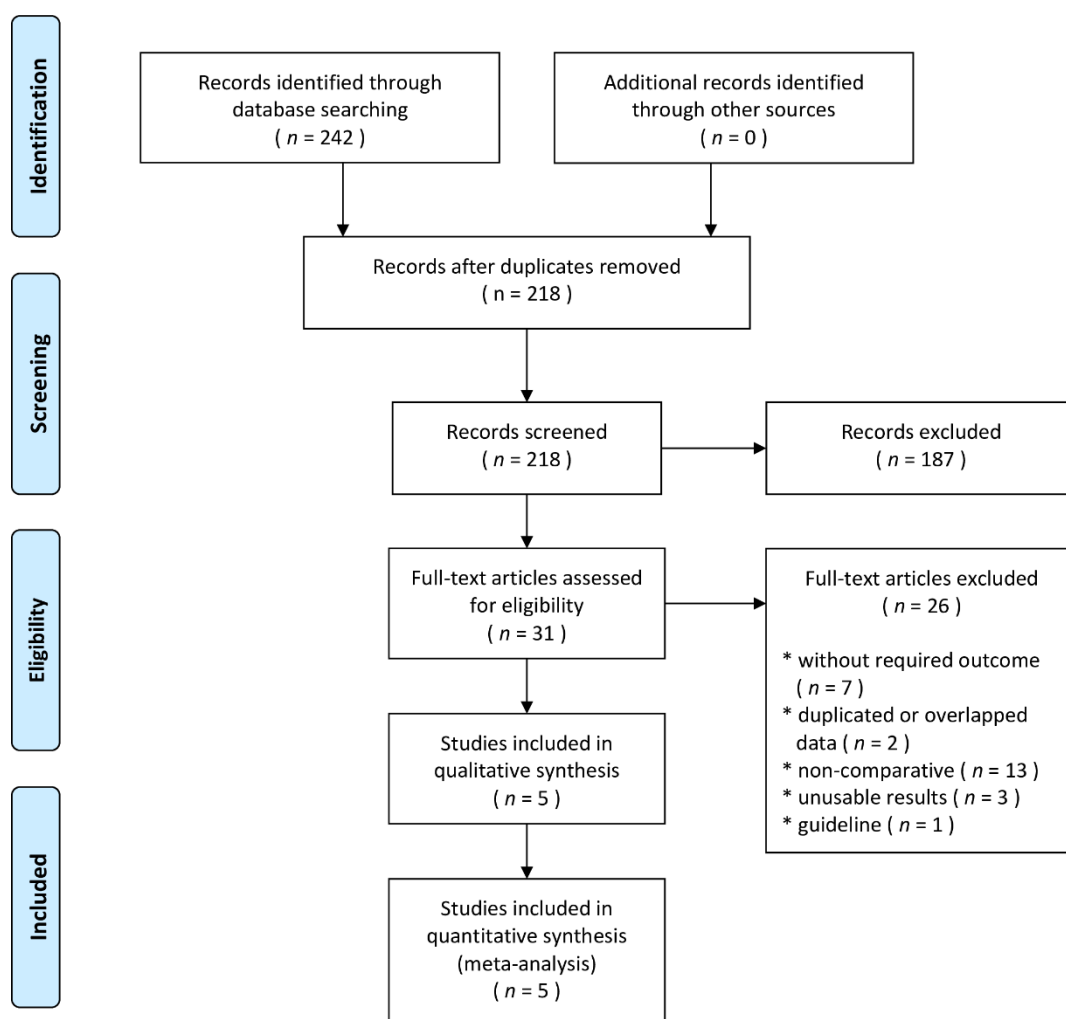 Identification
Records identified through
database searching
( n = 242 )
Additional records identified
through other sources
( n = 0 )
Records after duplicates removed
( n = 218 )
Screening
Records screened
( n = 218 )
Records excluded
( n = 187 )
Eligibility
Full-text articles assessed
for eligibility
( n = 31 )
Full-text articles excluded
( n = 26 )
* without required outcome
( n = 7 )
* duplicated or overlapped
data ( n = 2 )
* non-comparative ( n = 13 )
* unusable results ( n = 3 )
* guideline ( n = 1 )
Studies included in
qualitative synthesis
( n = 5 )
Included
Studies included in
quantitative synthesis
(meta-analysis)
( n = 5 )